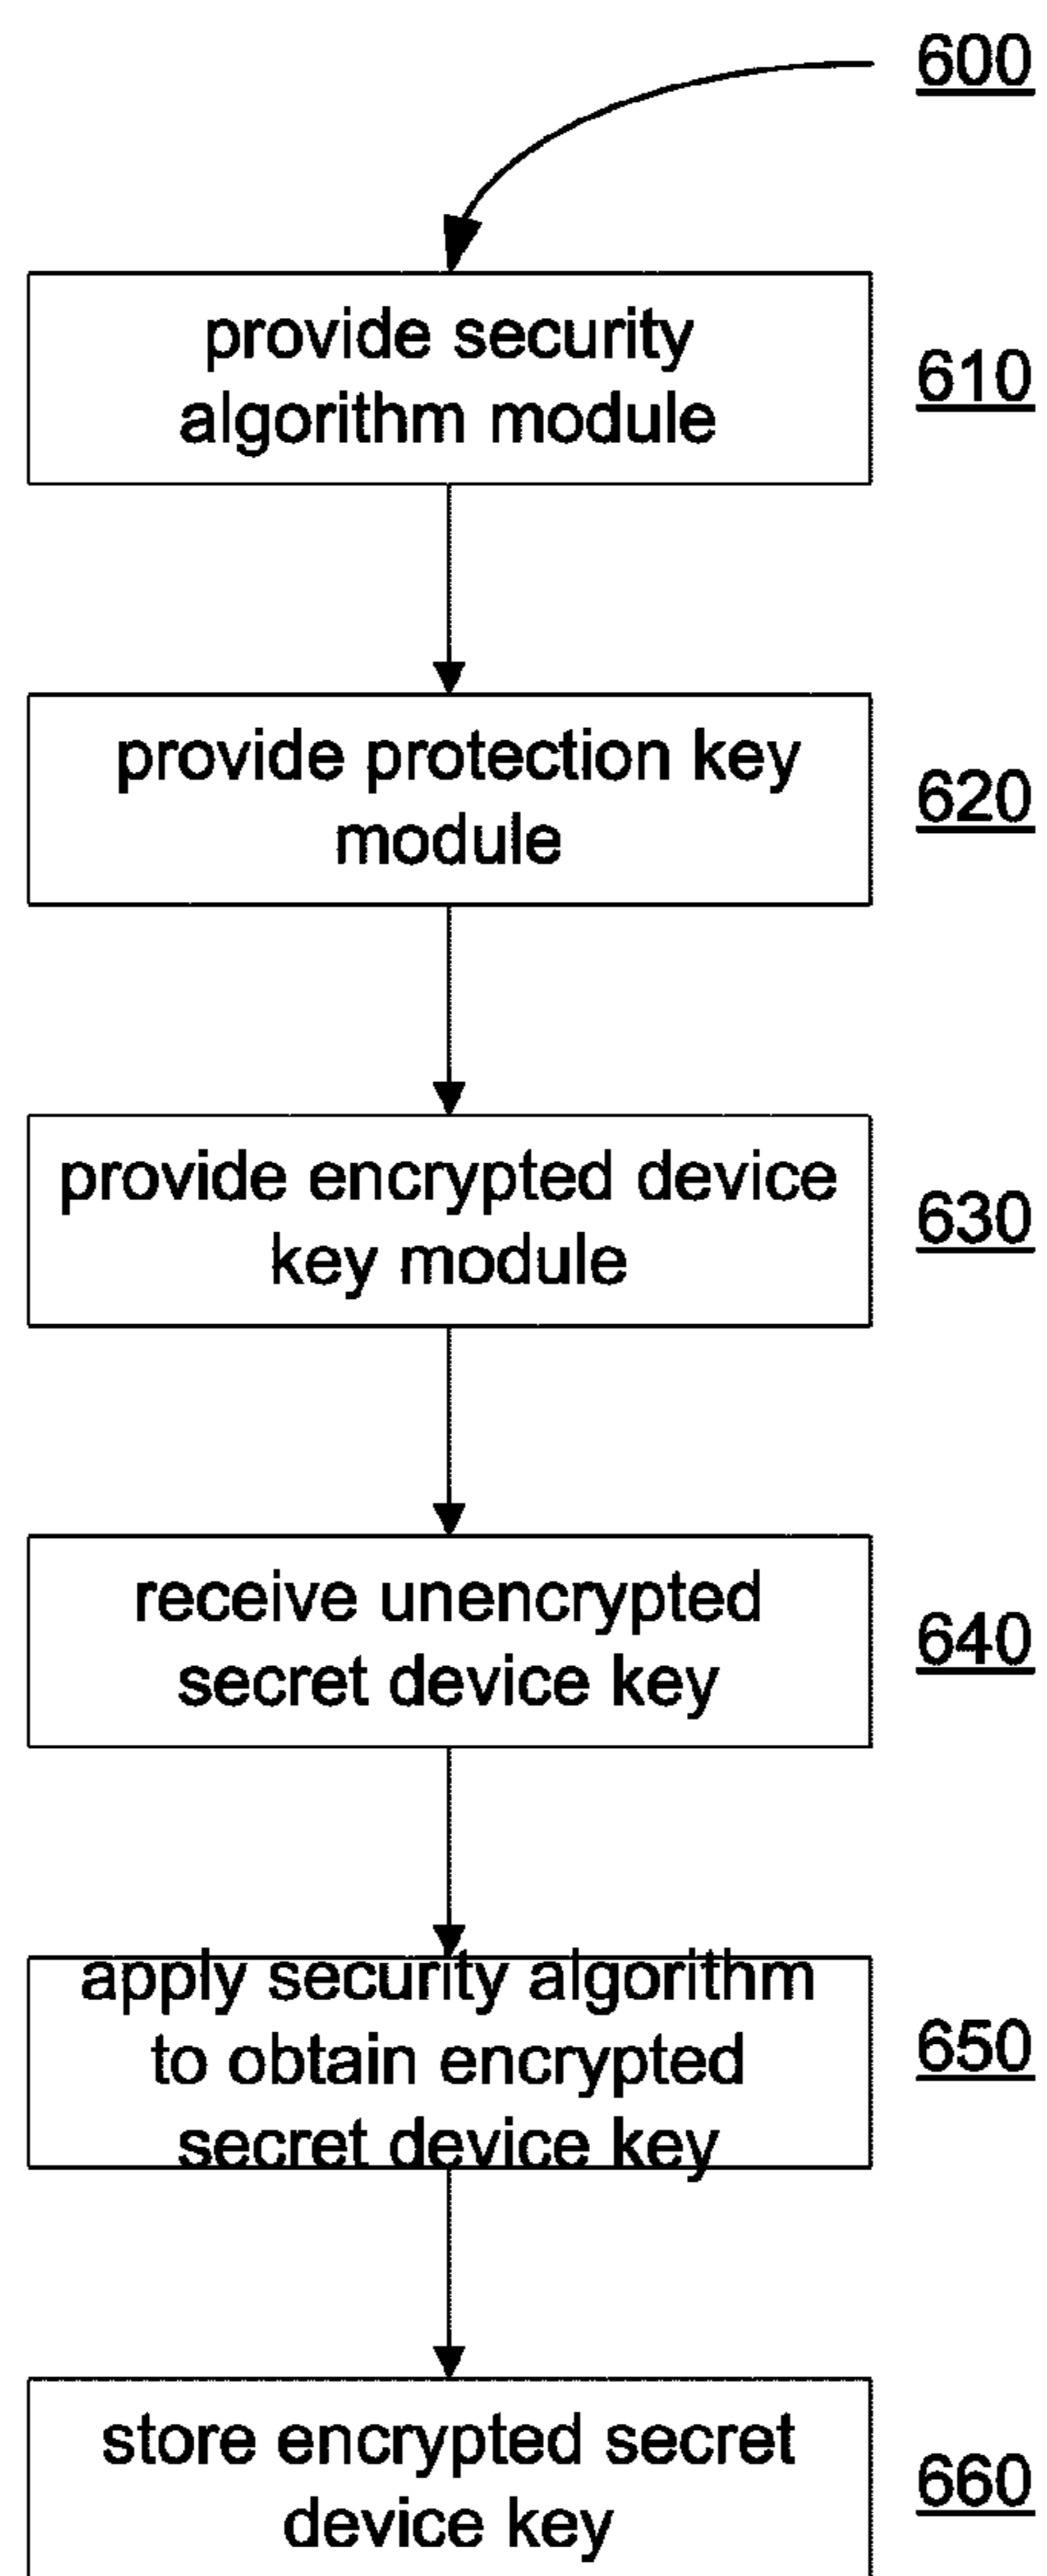 600
provide security
algorithm module
610
provide protection key
module
620
provide encrypted device
key module
630
receive unencrypted
secret device key
640
apply security algorithm
to obtain encrypted
secret device key
650
store encrypted secret
device key
660